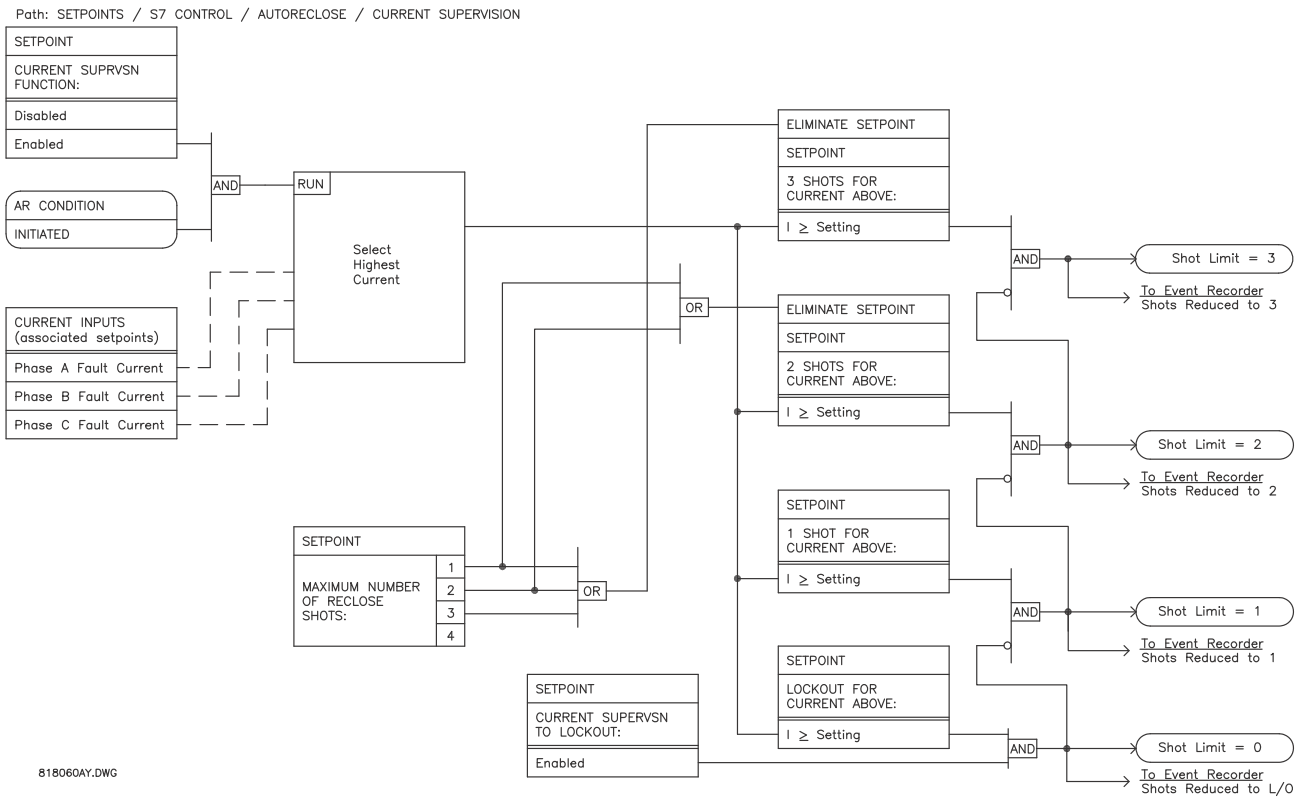 Path: SETPOINTS / S7 CONTROL / AUTORECLOSE / CURRENT SUPERVISION
SETPOINT
CURRENT SUPRVSN
FUNCTION:
Disabled
Enabled
AR CONDITION
INITIATED
AND
RUN
Select
Highest
Current
CURRENT INPUTS
(associated setpoints)
Phase A Fault Current
Phase B Fault Current
Phase C Fault Current
SETPOINT
MAXIMUM NUMBER
OF RECLOSE
SHOTS:
1
2
3
4
OR
OR
SETPOINT
CURRENT SUPERVSN
TO LOCKOUT:
Enabled
ELIMINATE SETPOINT
SETPOINT
3 SHOTS FOR
CURRENT ABOVE:
I ≥ Setting
AND
Shot Limit = 3
To Event Recorder
Shots Reduced to 3
ELIMINATE SETPOINT
SETPOINT
2 SHOTS FOR
CURRENT ABOVE:
I ≥ Setting
AND
Shot Limit = 2
To Event Recorder
Shots Reduced to 2
SETPOINT
1 SHOT FOR
CURRENT ABOVE:
I ≥ Setting
AND
Shot Limit = 1
To Event Recorder
Shots Reduced to 1
SETPOINT
LOCKOUT FOR
CURRENT ABOVE:
I ≥ Setting
AND
Shot Limit = 0
To Event Recorder
Shots Reduced to L/O
818060AY.DWG